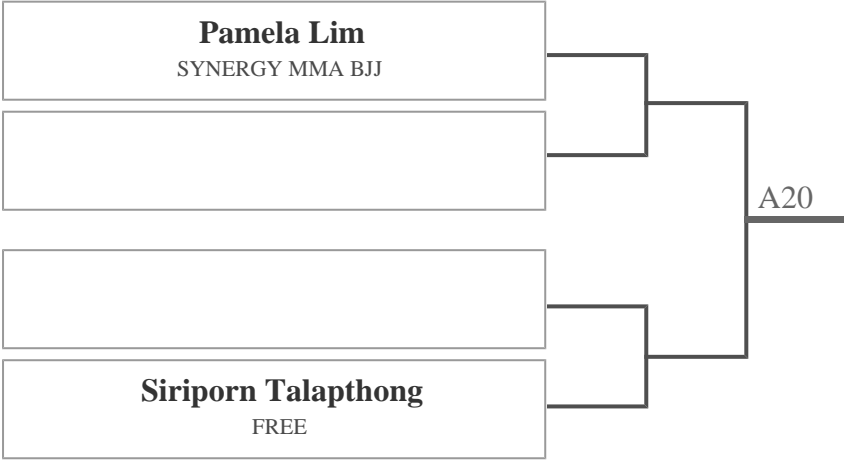 Pamela Lim
SYNERGY MMA BJJ
A20
Siriporn Talapthong
FREE